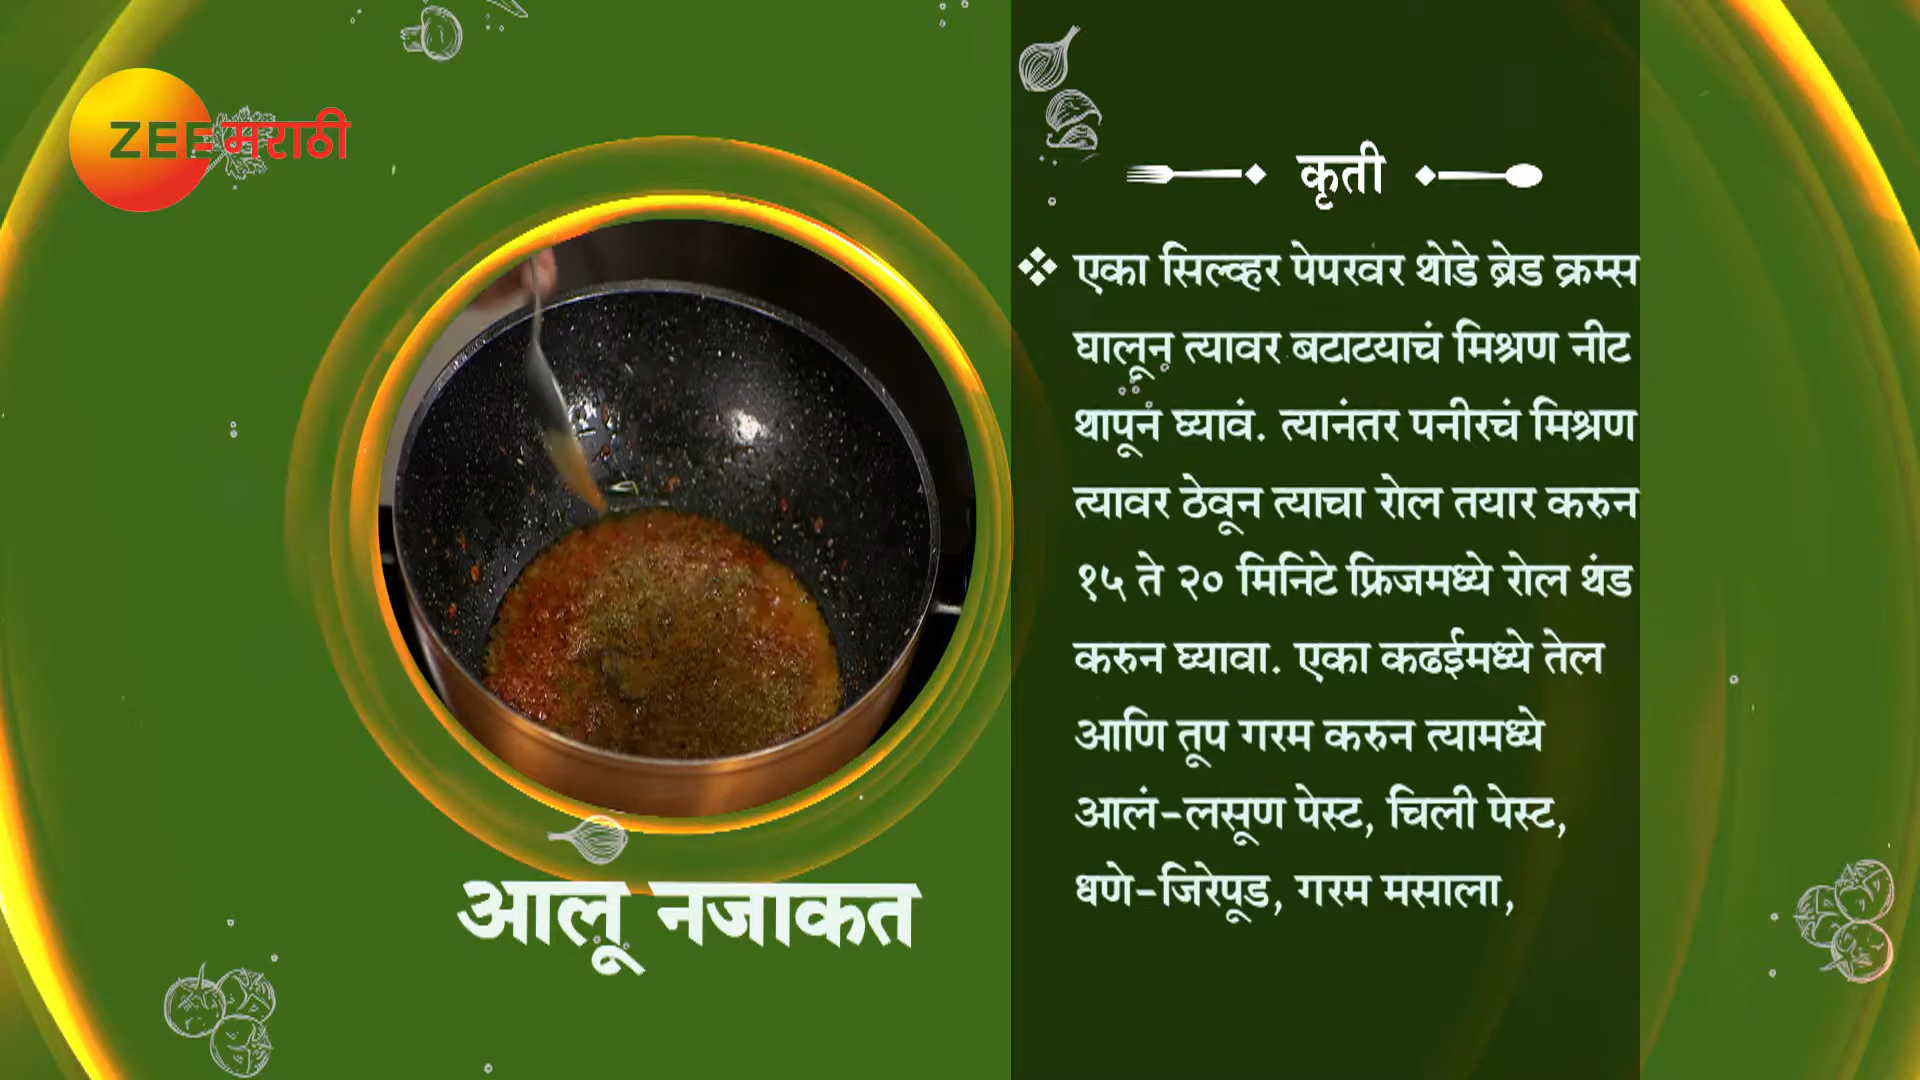 ZEE मराठी
कृती
एका सिल्व्हर पेपरवर थोडे ब्रेड क्रम्स
घालून त्यावर बटाटयाचं मिश्रण नीट
थापून घ्यावं. त्यानंतर पनीरचं मिश्रण
त्यावर ठेवून त्याचा रोल तयार करुन
१५ ते २० मिनिटे फ्रिजमध्ये रोल थंड
करुन घ्यावा. एका कढईमध्ये तेल
आणि तूप गरम करुन त्यामध्ये
आलं-लसूण पेस्ट, चिली पेस्ट,
धणे-जिरेपूड, गरम मसाला,
आलू नजाकत